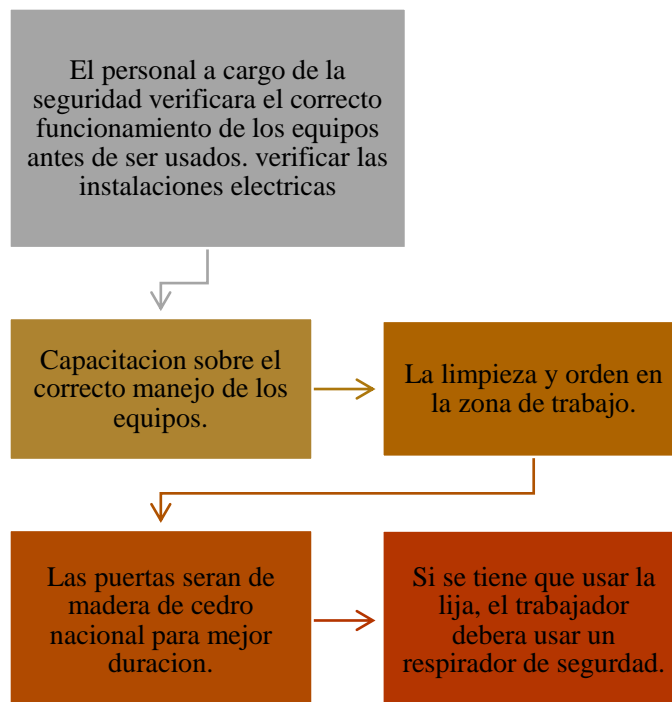 El personal a cargo de la
seguridad verificara el correcto
funcionamiento de los equipos
antes de ser usados. verificar las
instalaciones electricas
Capacitacion sobre el
correcto manejo de los
equipos.
La limpieza y orden en
la zona de trabajo.
Las puertas seran de
madera de cedro
nacional para mejor
duracion.
Si se tiene que usar la
lija, el trabajador
debera usar un
respirador de segurdad.